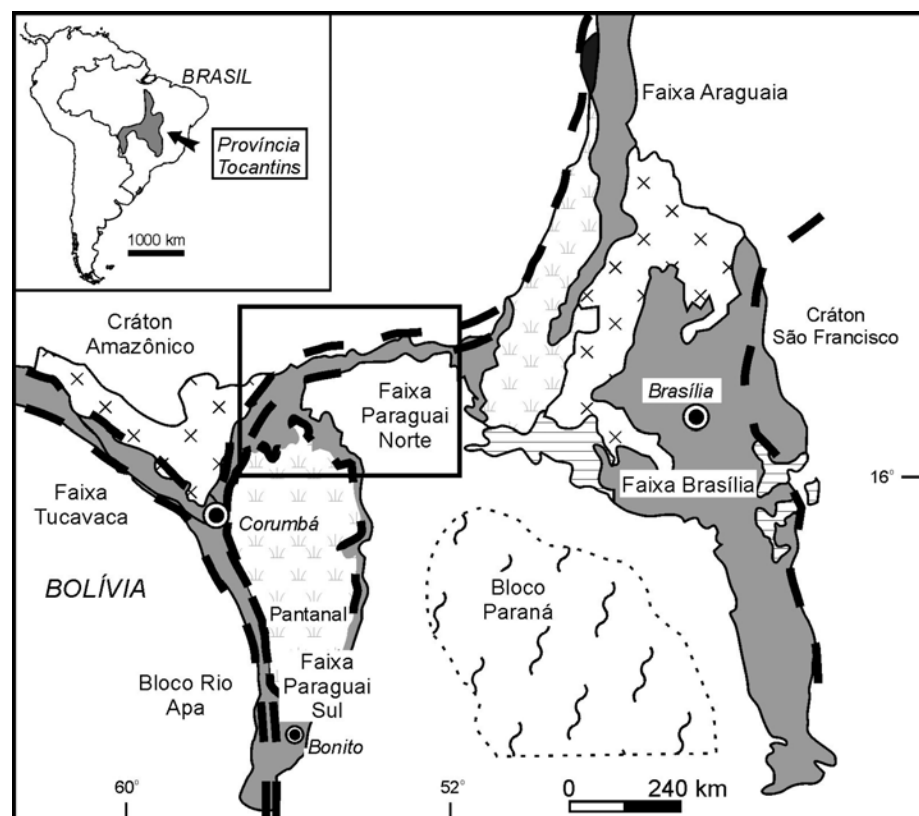 BRASIL
Província
Tocantins
1000 km
Faixa Araguaia
Cráton
Amazônico
Cráton
São Francisco
Faixa
Paraguai
Norte
Brasília
16°
Faixa
Tucavaca
Corumbá
Faixa Brasília
BOLÍVIA
Pantanal
Bloco
Paraná
Bloco Rio
Apa
Faixa
Paraguai
Sul
Bonito
60°
52°
0
240 km